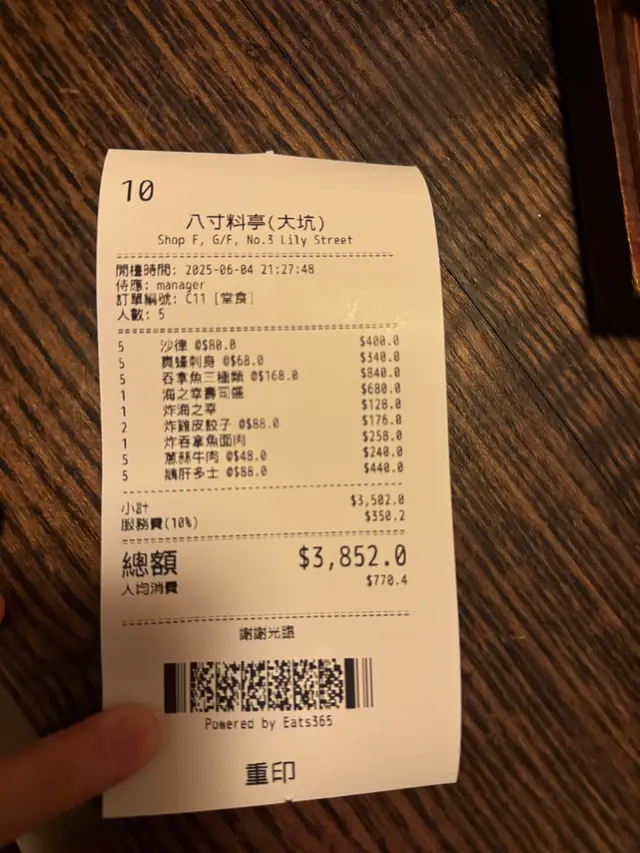 10
八寸料亭(大坑)
Shop F, G/F, No.3 Lily Street
開檯時間: 2025-06-04 21:27:48
侍應: manager
訂單編號: C11 [堂食]
人數: 5
5 沙律 @$80.0 $400.0
5 真蠔刺身 @$68.0 $340.0
5 吞拿魚三種類 @$168.0 $840.0
1 海之幸壽司盛 $680.0
1 炸海之幸 $128.0
2 炸雞皮餃子 @$88.0 $176.0
1 炸吞拿魚面肉 $258.0
5 蔥蒜牛肉 @$48.0 $240.0
5 鵝肝多士 @$88.0 $440.0
小計 $3,502.0
服務費(10%) $350.2
總額 $3,852.0
人均消費 $770.4
謝謝光臨
Powered by Eats365
重印